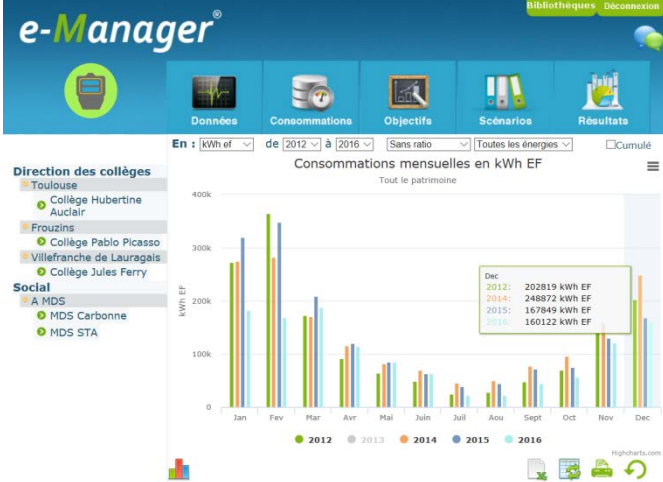 Bibliothèques Déconnexion
e-Manager®
Données Consommations Objectifs Scénarios Résultats
En : kWh ef de 2012 à 2016 Sans ratio Toutes les énergies Cumulé
Direction des collèges
Toulouse
Collège Hubertine
Auclair
Frouzins
Collège Pablo Picasso
Villefranche de Lauragais
Collège Jules Ferry
Social
A MDS
MDS Carbonne
MDS STA
Consommations mensuelles en kWh EF
Tout le patrimoine
400k
300k
200k
100k
0
kWh EF
Dec
2012: 202819 kWh EF
2014: 248872 kWh EF
2015: 167849 kWh EF
2016: 160122 kWh EF
Jan Fev Mar Avr Mai Juin Juil Aou Sept Oct Nov Dec
2012 2013 2014 2015 2016
Highcharts.com